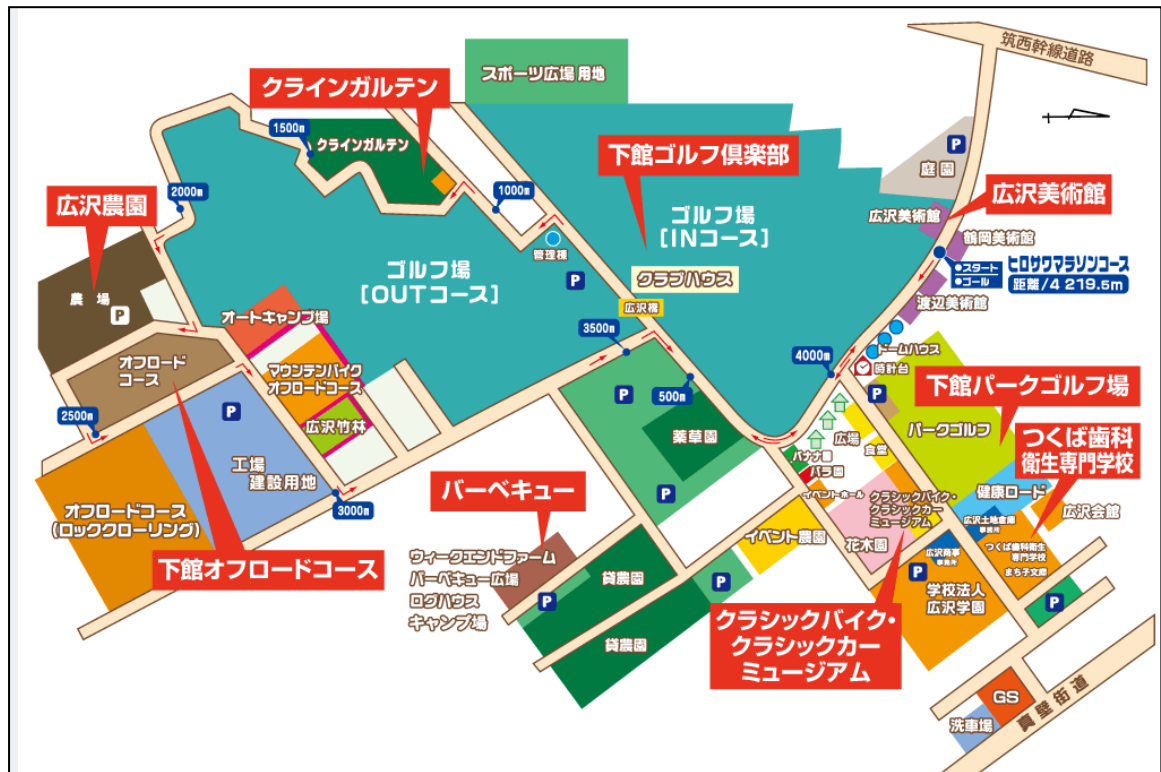 筑西幹線道路
スポーツ広場 用地
クラインガルテン
1500m
クラインガルテン
P
下館ゴルフ倶楽部
庭園
2000m
1000m
広沢農園
広沢美術館
広沢美術館
ゴルフ場
[INコース]
鶴岡美術館
管理棟
スタート
ゴール
ヒロサワマラソンコース
距離/4 219.5m
ゴルフ場
[OUTコース]
P
クラブハウス
農場
P
渡辺美術館
広沢橋
オートキャンプ場
3500m
ドームハウス
オフロード
コース
マウンテンバイク
オフロードコース
4000m
時計台
下館パークゴルフ場
500m
P
P
2500m
P
広沢竹林
薬草園
広場
食堂
パークゴルフ
つくば歯科
衛生専門学校
バナナ園
バラ園
工場
建設用地
バーベキュー
P
イベントホール
クラシックバイク・
クラシックカー
ミュージアム
健康ロード
3000m
オフロードコース
(ロッククローリング)
広沢会館
広沢土地倉庫
事務所
イベント農園
花木園
つくば歯科衛生
専門学校
まち子文庫
ウィークエンドファーム
バーベキュー広場
ログハウス
キャンプ場
広沢商事
事務所
下館オフロードコース
P
貸農園
P
P
学校法人
広沢学園
P
貸農園
クラシックバイク・
クラシックカー
ミュージアム
GS
洗車場
真壁街道